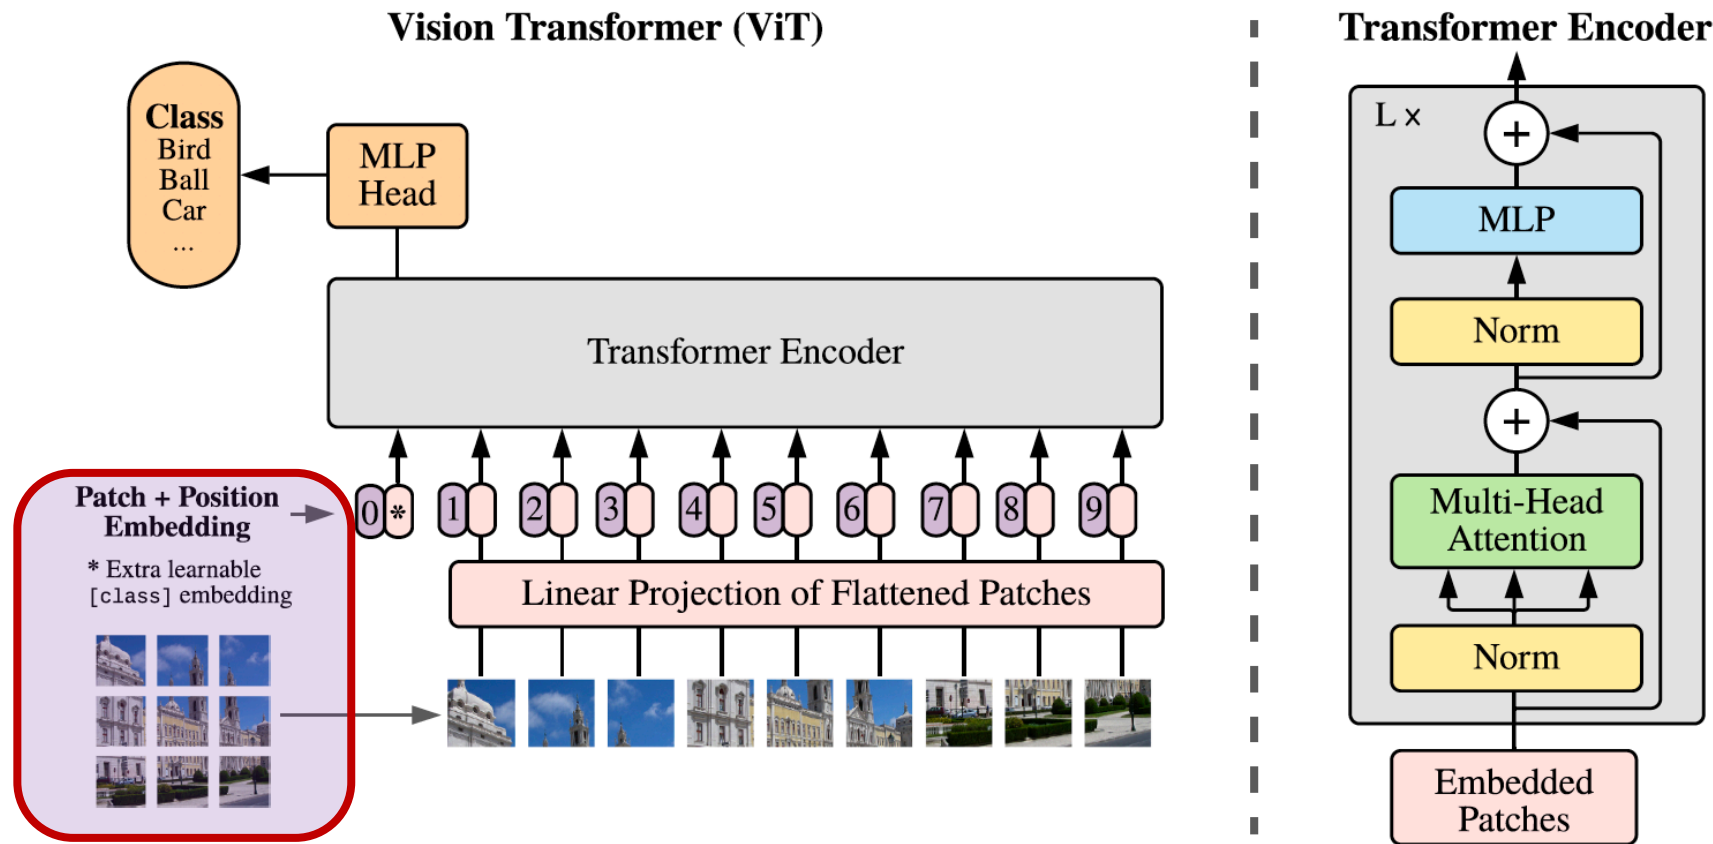 Vision Transformer (ViT)
Class
Bird
Ball
Car
...
MLP
Head
Transformer Encoder
Patch + Position
Embedding
* Extra learnable
[class] embedding
0 *
1
2
3
4
5
6
7
8
9
Linear Projection of Flattened Patches
Transformer Encoder
L ×
+
MLP
Norm
+
Multi-Head
Attention
Norm
Embedded
Patches